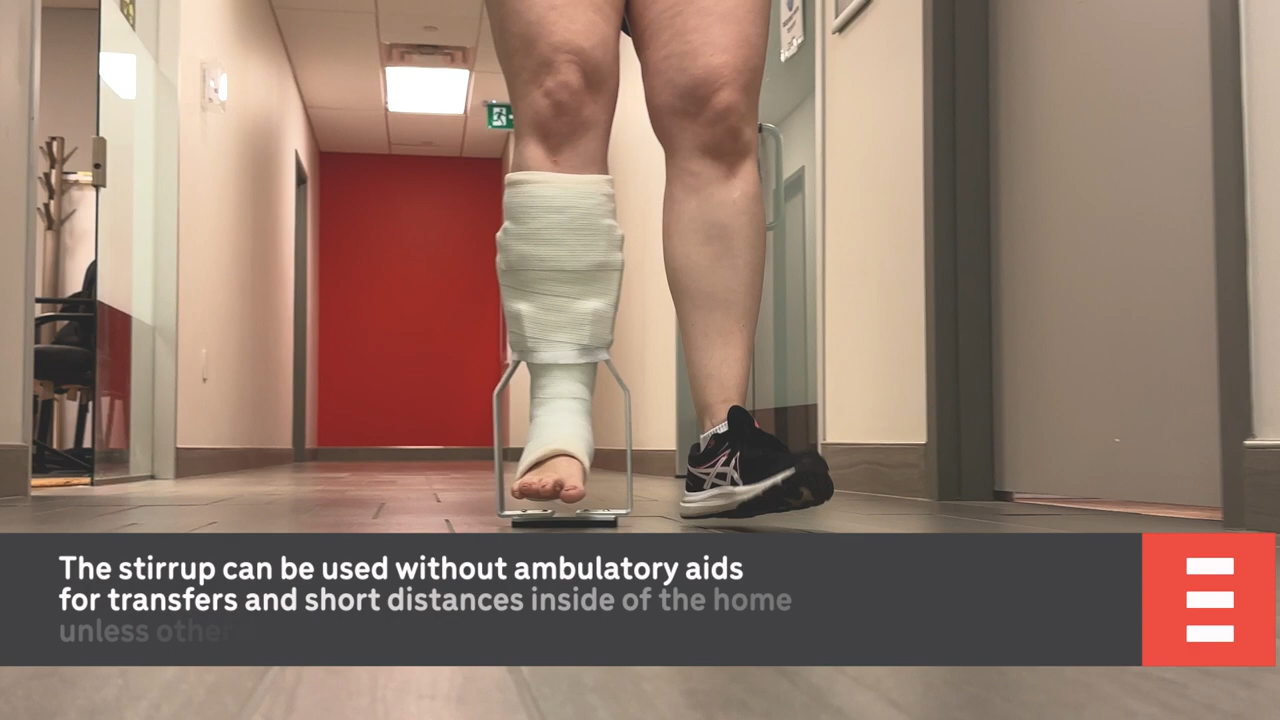 The stirrup can be used without ambulatory aids
for transfers and short distances inside of the home
unless